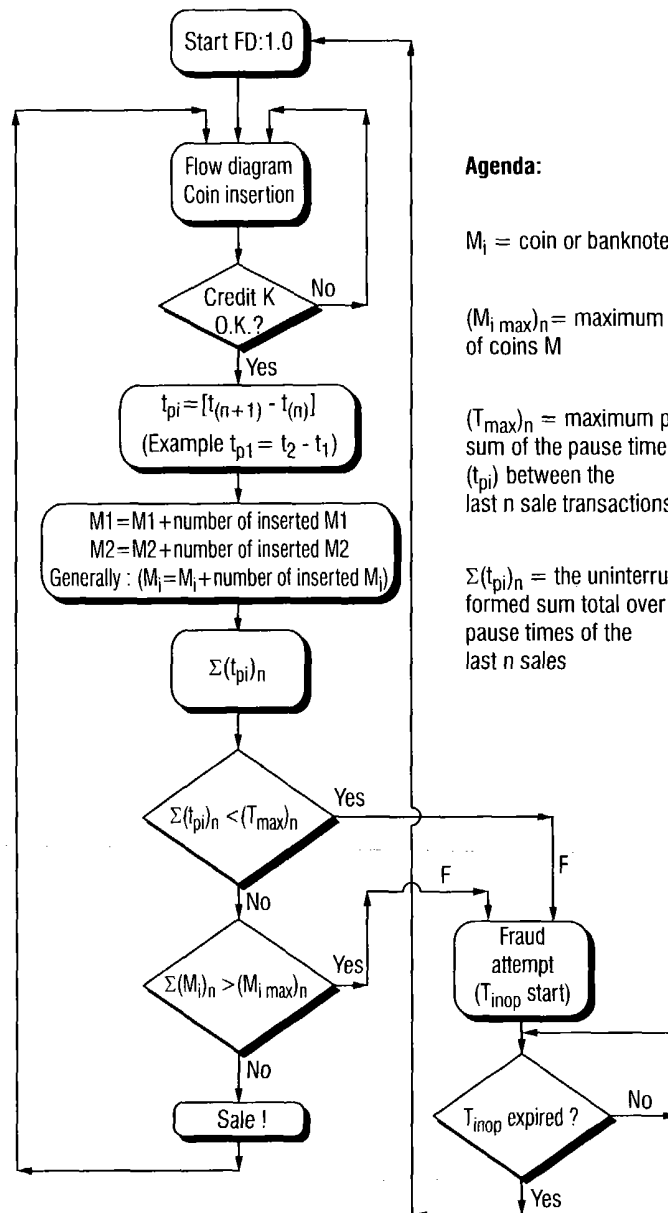 Start FD:1.0
Flow diagram
Coin insertion
Credit K
O.K.?
No
Yes
t_pi=[t_(n+1) - t_(n)]
(Example t_p1 = t_2 - t_1)
M1=M1+number of inserted M1
M2=M2+number of inserted M2
Generally : (M_i=M_i+number of inserted M_i)
Σ(t_pi)_n
Σ(t_pi)_n <(T_max)_n
Yes
F
No
Σ(M_i)_n >(M_i max)_n
Yes
F
No
Sale !
Fraud
attempt
(T_inop start)
T_inop expired ?
No
Yes
Agenda:
M_i = coin or banknote
(M_i max)_n= maximum
of coins M
(T_max)_n = maximum
sum of the pause time
(t_pi) between the
last n sale transactions
Σ(t_pi)_n = the
formed sum total over
pause times of the
last n sales